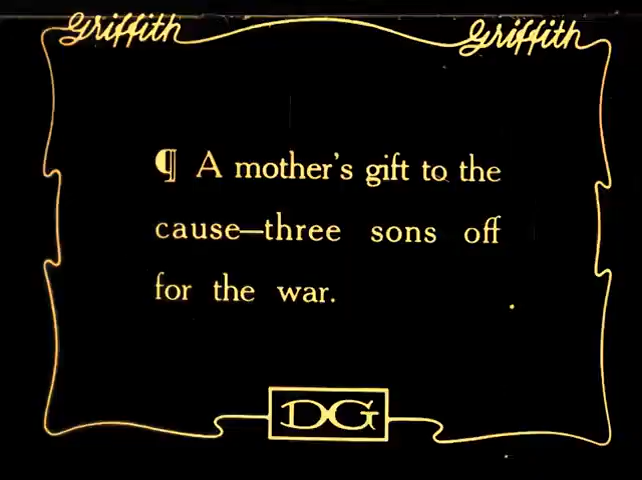 Griffith Griffith
¶ A mother's gift to the
cause—three sons off
for the war.
DG